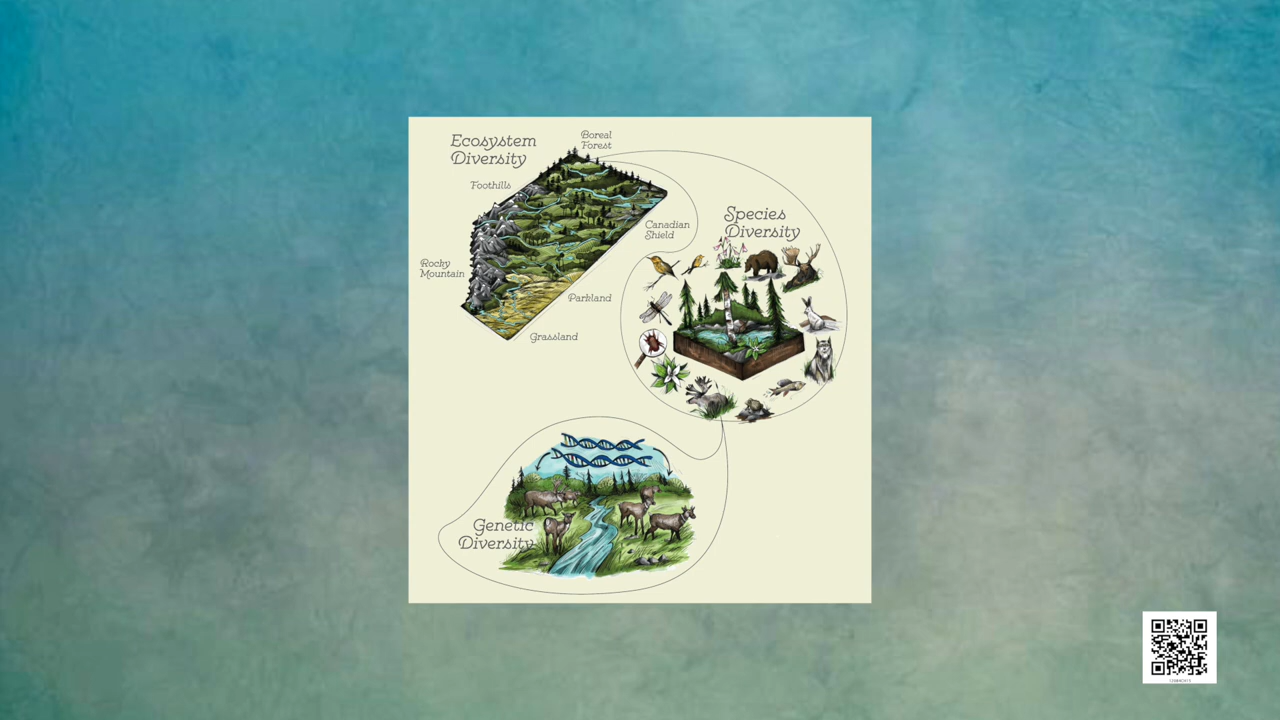 Ecosystem
Diversity
Boreal
Forest
Foothills
Canadian
Shield
Rocky
Mountain
Parkland
Grassland
Species
Diversity
Genetic
Diversity